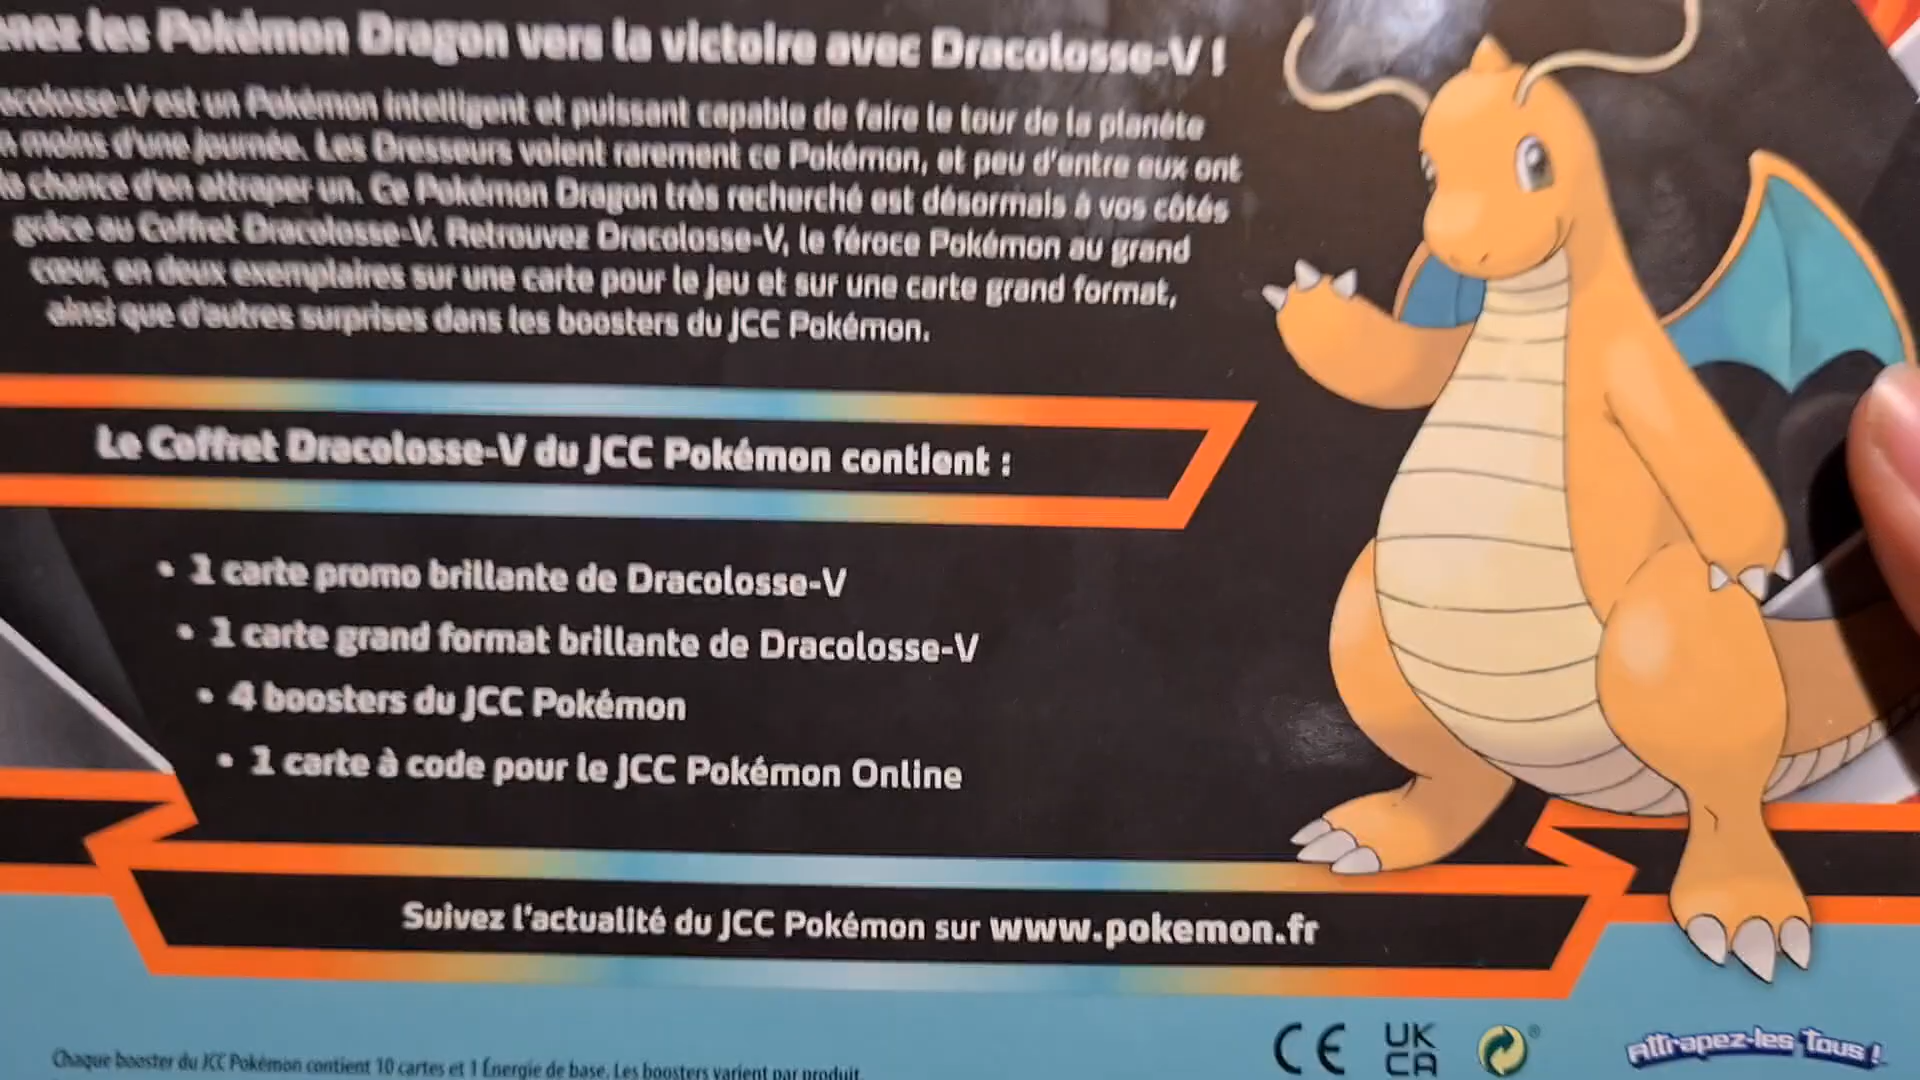 les Pokémon Dragon vers la victoire avec Dracolosse-V !
est un Pokémon intelligent et puissant capable de faire le tour de la planète
moins d'une journée. Les Dresseurs voient rarement ce Pokémon, et peu d'entre eux ont
la chance d'en attraper un. Ce Pokémon Dragon très recherché est désormais à vos côtés
grâce au Coffret Dracolosse-V. Retrouvez Dracolosse-V, le féroce Pokémon au grand
cœur, en deux exemplaires sur une carte pour le jeu et sur une carte grand format,
ainsi que d'autres surprises dans les boosters du JCC Pokémon.
Le Coffret Dracolosse-V du JCC Pokémon contient :
• 1 carte promo brillante de Dracolosse-V
• 1 carte grand format brillante de Dracolosse-V
• 4 boosters du JCC Pokémon
• 1 carte à code pour le JCC Pokémon Online
Suivez l'actualité du JCC Pokémon sur www.pokemon.fr
CE UK CA ®
Attrapez-les Tous !
Chaque booster du JCC Pokémon contient 10 cartes et 1 Énergie de base. Les boosters varient par produit.